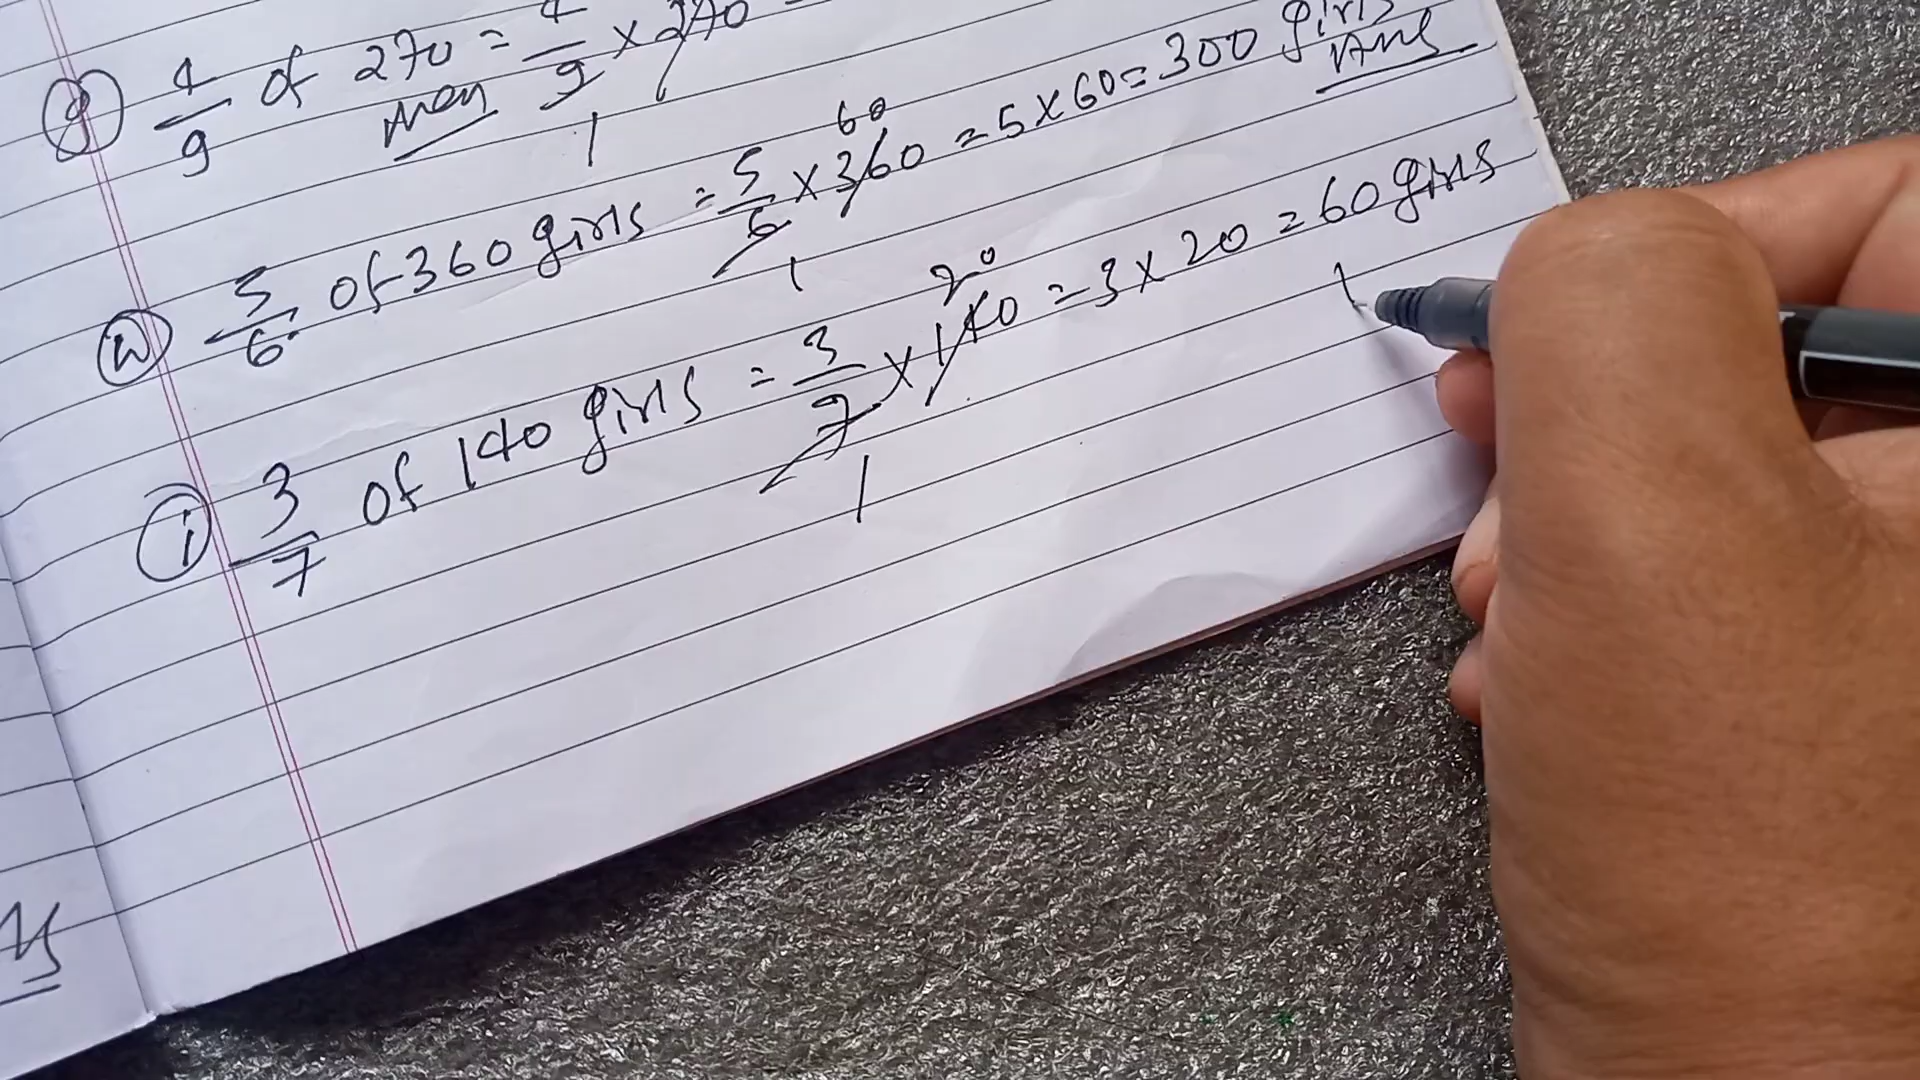 (g) 4/9 of 270 = 4/9 × 270 =
men 1
(h) 5/6 of 360 girls = 5/6 × 360 = 5 × 60 = 300 girls
60
1
Ans
(i) 3/7 of 140 girls = 3/7 × 140 = 3 × 20 = 60 girls
20
1